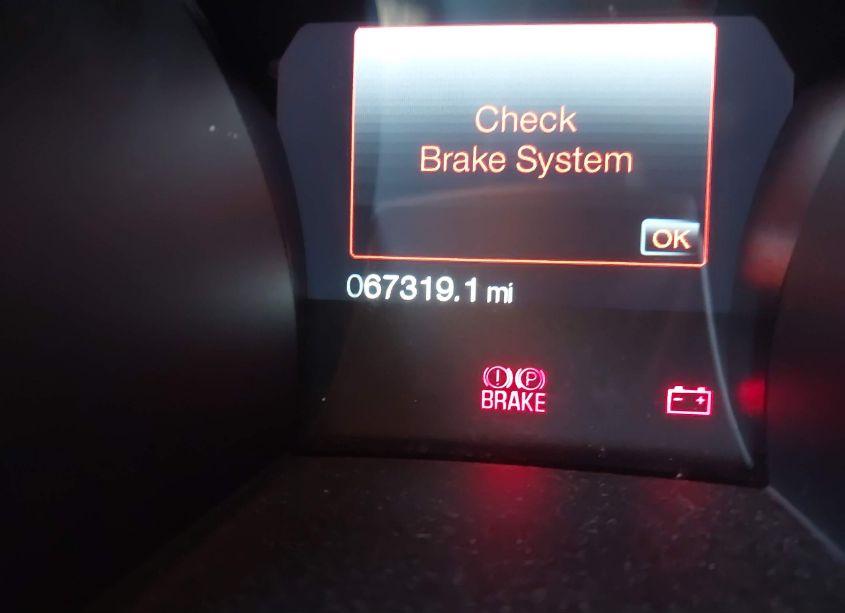 Check
Brake System
OK
067319.1 mi
(!) (P)
BRAKE
- +